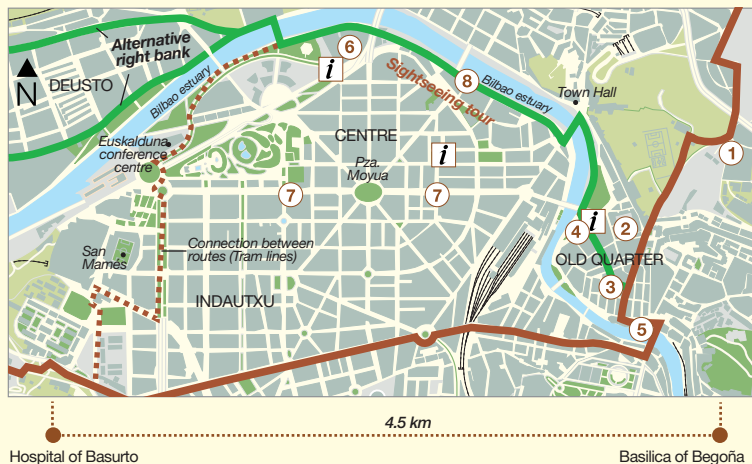 Alternative
right bank
DEUSTO
N
Bilbao estuary
6
i
Sightseeing tour
8
Bilbao estuary
Town Hall
Euskalduna
conference
centre
CENTRE
i
1
Pza.
Moyua
7
7
4
i
2
San
Mamés
Connection between
routes (Tram lines)
OLD QUARTER
3
INDAUTXU
5
4.5 km
Hospital of Basurto
Basilica of Begoña